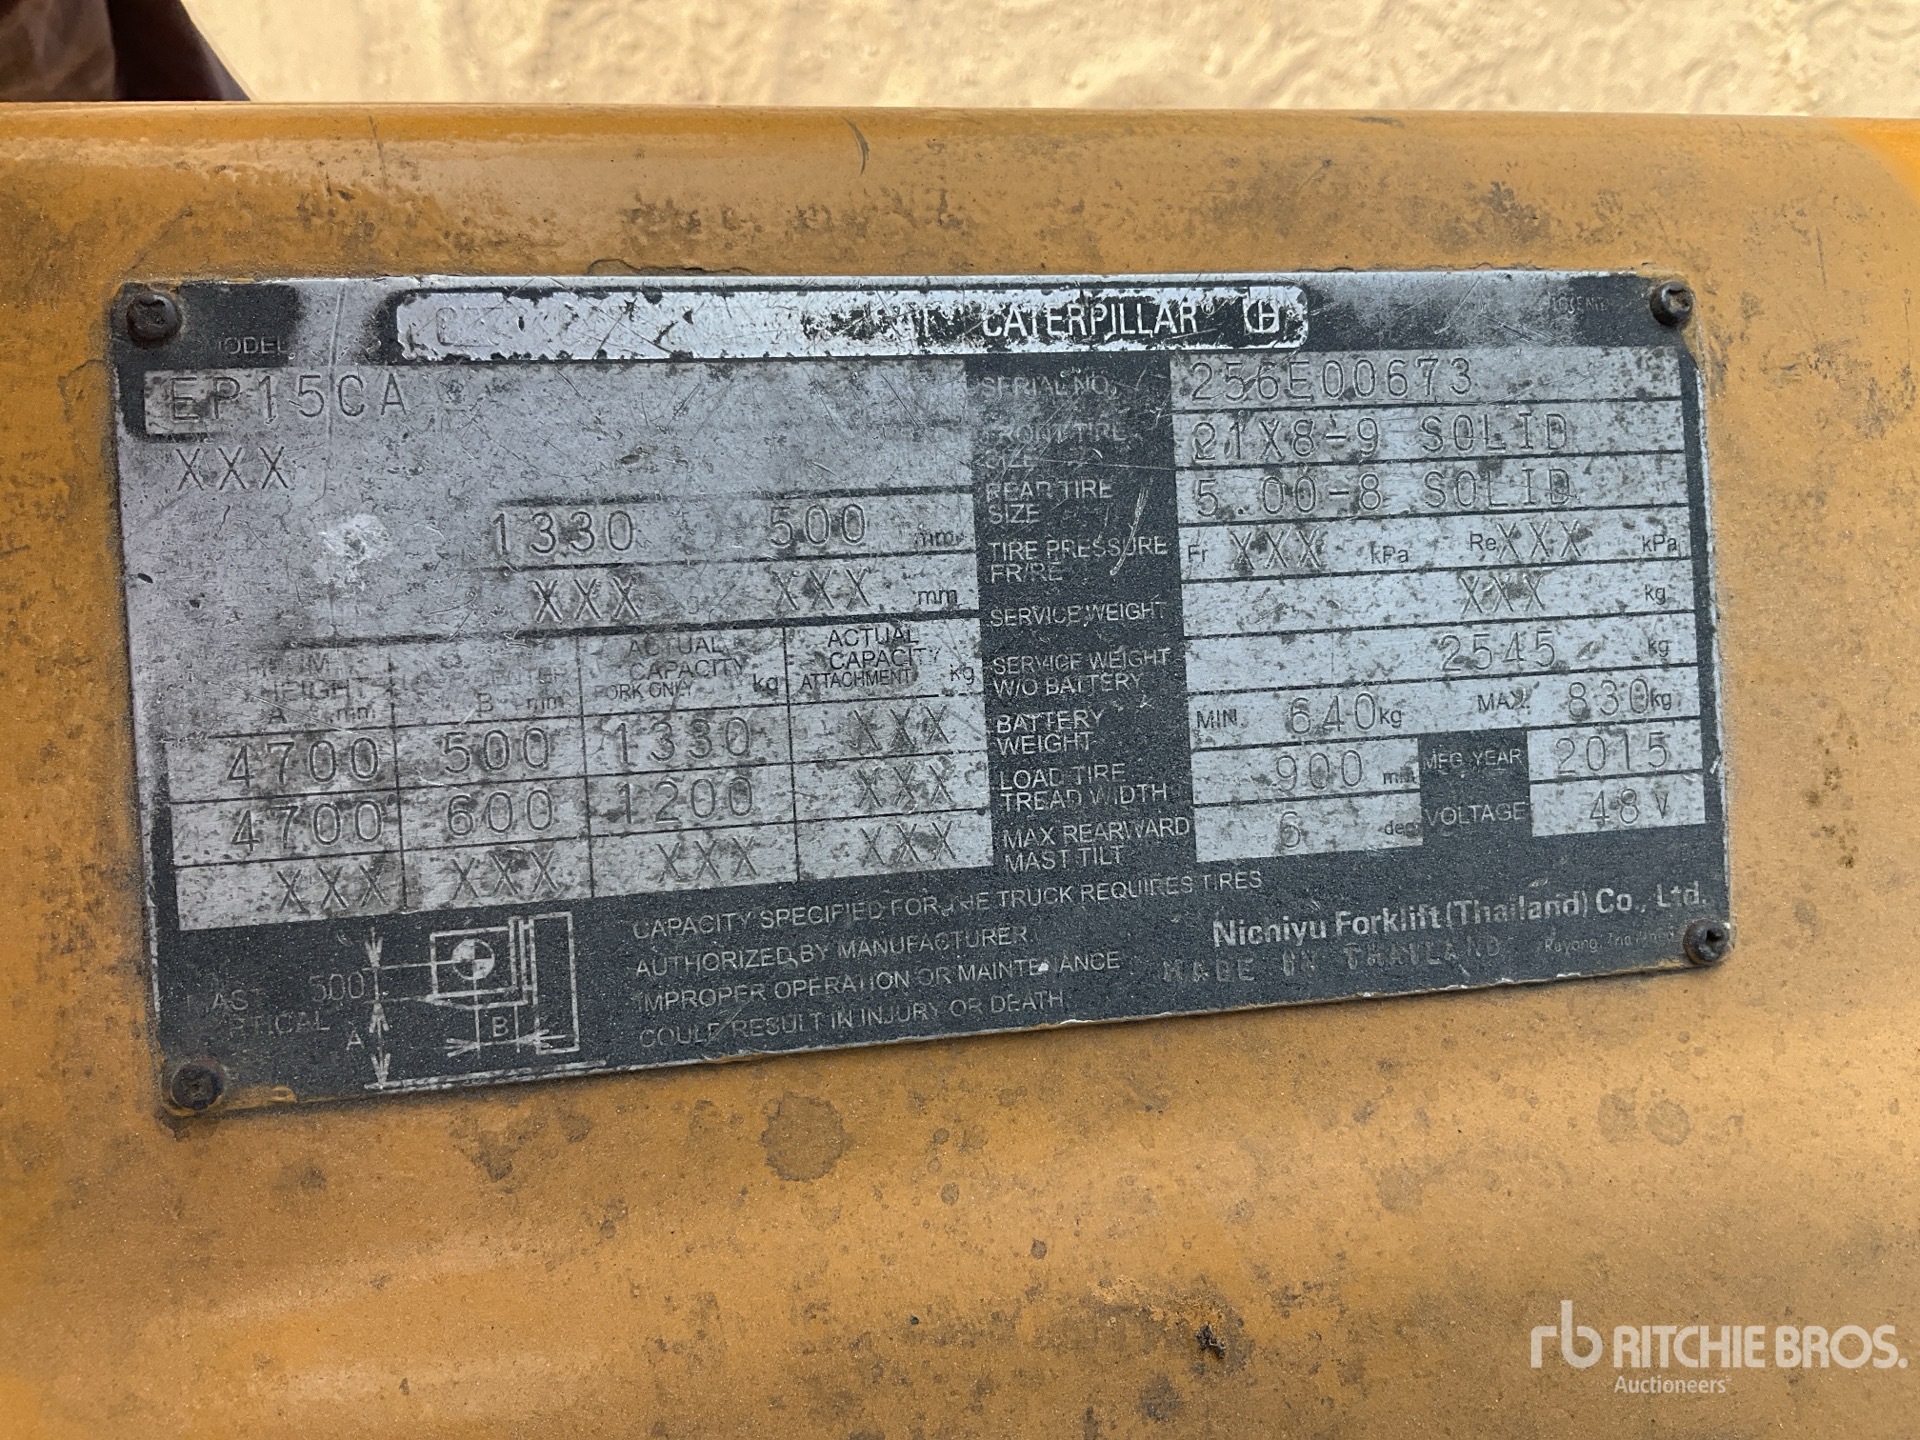 CATERPILLAR®
MODEL
EP15CA
XXX
1330 500 mm
XXX XXX mm
ACTUAL CAPACITY FORK ONLY kg
ACTUAL CAPACITY ATTACHMENT kg
A mm B mm
4700 500 1330 XXX
4700 600 1200 XXX
XXX XXX XXX XXX
SERIAL NO. 256E00673
FRONT TIRE SIZE 21X8-9 SOLID
REAR TIRE SIZE 5.00-8 SOLID
TIRE PRESSURE FR/RE Fr XXX kPa Re XXX kPa
SERVICE WEIGHT XXX kg
SERVICE WEIGHT W/O BATTERY 2545 kg
BATTERY WEIGHT MIN. 640 kg MAX. 830 kg
LOAD TIRE TREAD WIDTH 900 mm MFG. YEAR 2015
MAX REARWARD MAST TILT 6 deg VOLTAGE 48V
500
A
B
CAPACITY SPECIFIED FOR THE TRUCK REQUIRES TIRES
AUTHORIZED BY MANUFACTURER
IMPROPER OPERATION OR MAINTENANCE
COULD RESULT IN INJURY OR DEATH
Nichiyu Forklift (Thailand) Co., Ltd.
MADE IN THAILAND
rb RITCHIE BROS.
Auctioneers